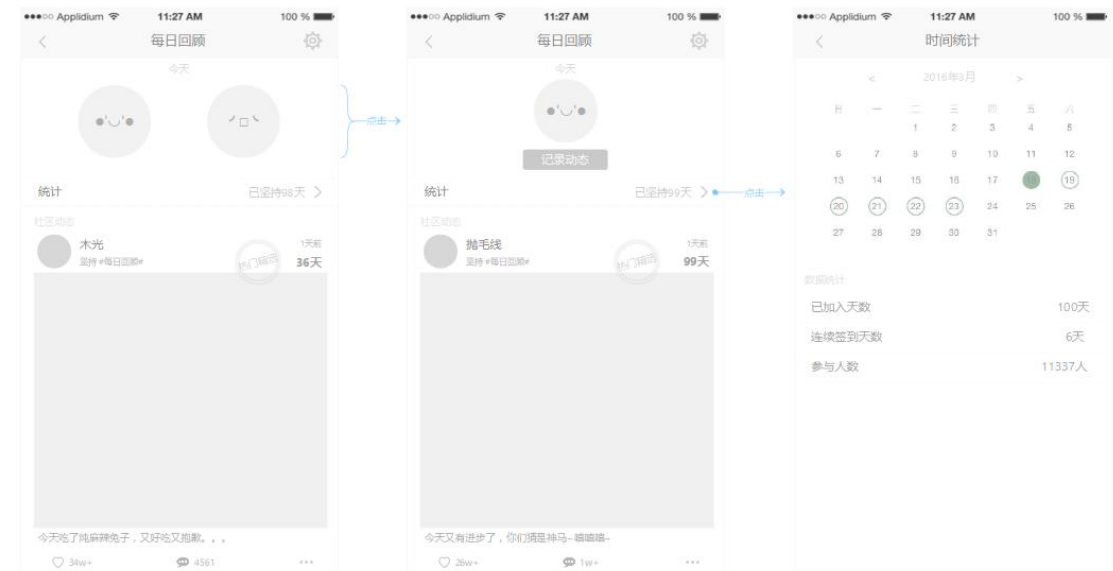 Applidium 11:27 AM 100 %
每日回顾
今天
点击
统计 已坚持98天
社区动态
木光 1天前
坚持 #每日回顾# 36天
热门精选
今天吃了炖麻辣兔子，又好吃又抱歉。。。
34w+ 4561
Applidium 11:27 AM 100 %
每日回顾
今天
记录动态
统计 已坚持99天
点击
社区动态
抛毛线 1天前
坚持 #每日回顾# 99天
热门精选
今天又有进步了，你们猜是神马~嘻嘻嘻~
26w+ 1w+
Applidium 11:27 AM 100 %
时间统计
< 2016年3月 >
日 一 二 三 四 五 六
1 2 3 4 5
6 7 8 9 10 11 12
13 14 15 16 17 18 19
20 21 22 23 24 25 26
27 28 29 30 31
数据统计
已加入天数 100天
连续签到天数 6天
参与人数 11337人